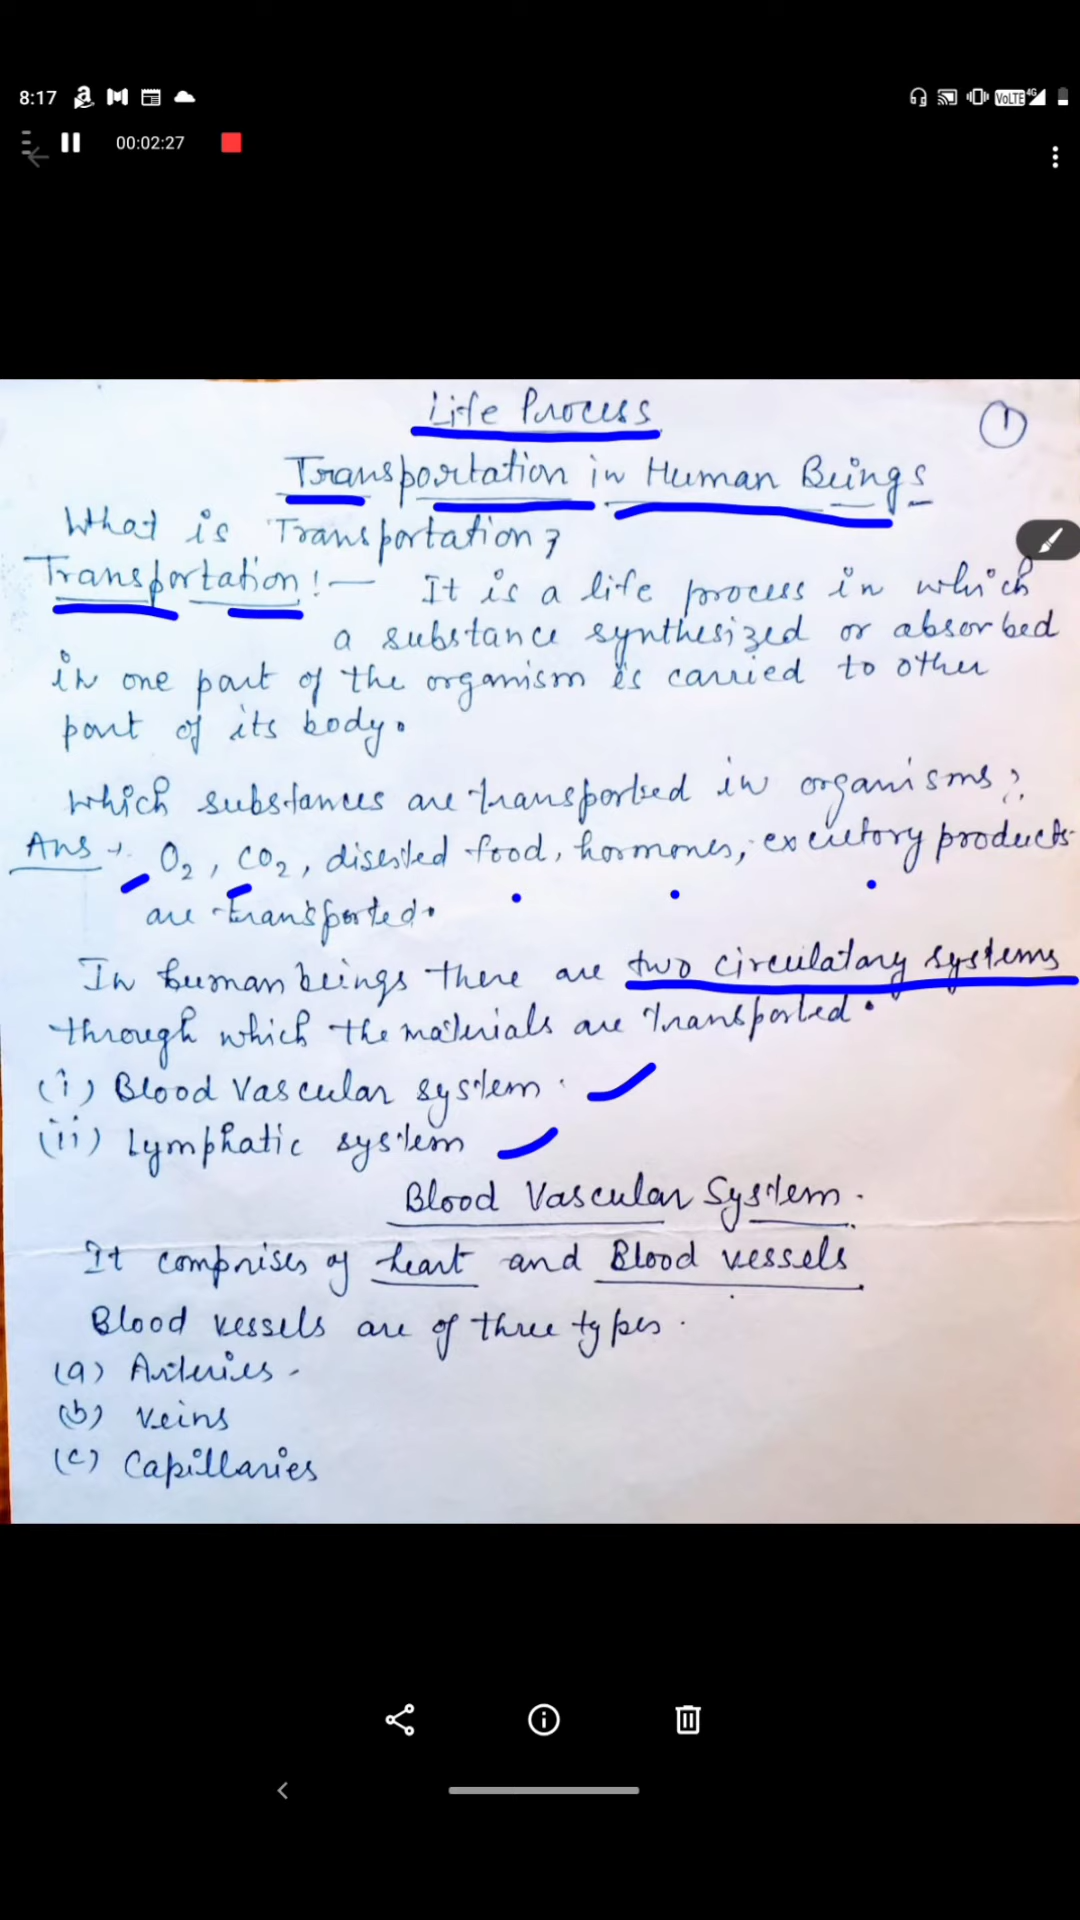 8:17
VoLTE 4G
00:02:27
Life Process
1
Transportation in Human Beings
What is Transportation?
Transportation :— It is a life process in which
a substance synthesized or absorbed
in one part of the organism is carried to other
part of its body.
Which substances are transported in organisms?
Ans → O2, CO2, disested food, hormones, excretory products
are transported.
In human beings there are two circulatory systems
through which the materials are transported.
(i) Blood Vascular system.
(ii) Lymphatic system
Blood Vascular System.
It comprises of heart and Blood vessels
Blood vessels are of three types.
(a) Arteries -
(b) Veins
(c) Capillaries